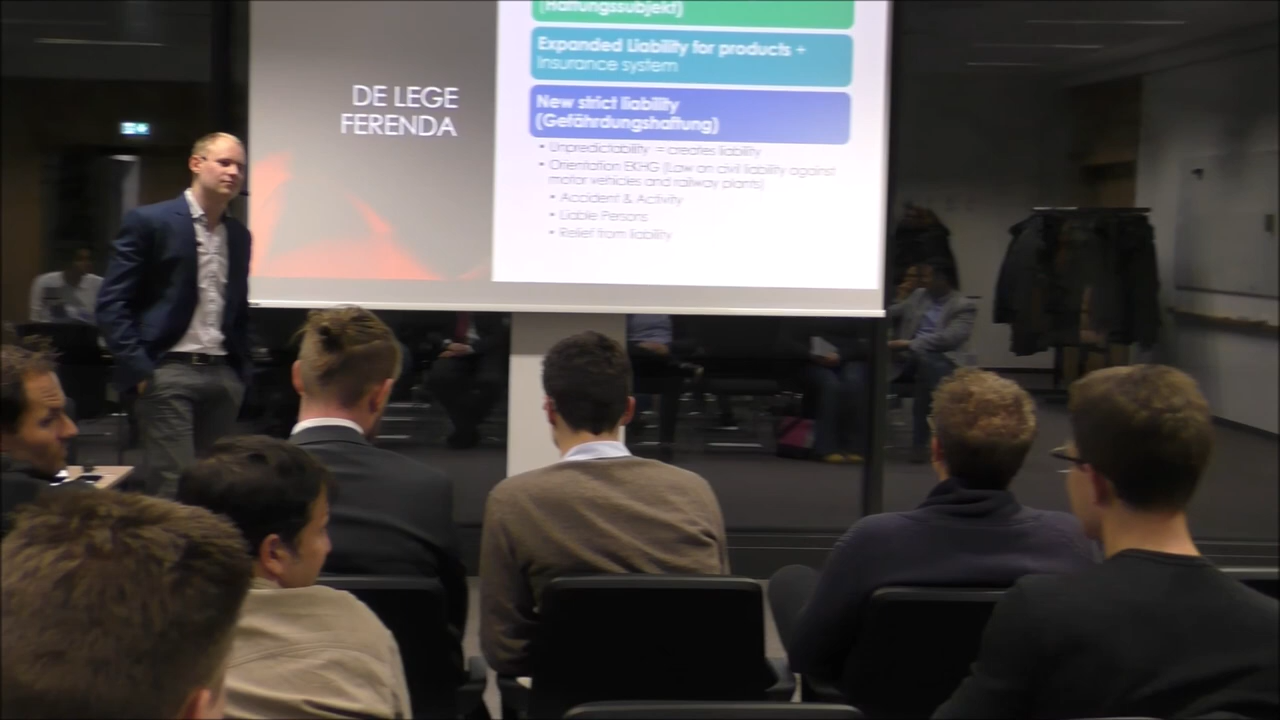 DE LEGE
FERENDA
(Haftungssubjekt)
Expanded Liability for products +
Insurance system
New strict liability
(Gefährdungshaftung)
• Unpredictability = creates liability
• Orientation EKHG (Law on civil liability against
motor vehicles and railway plants)
• Accident & Activity
• Liable Persons
• Relief from liability